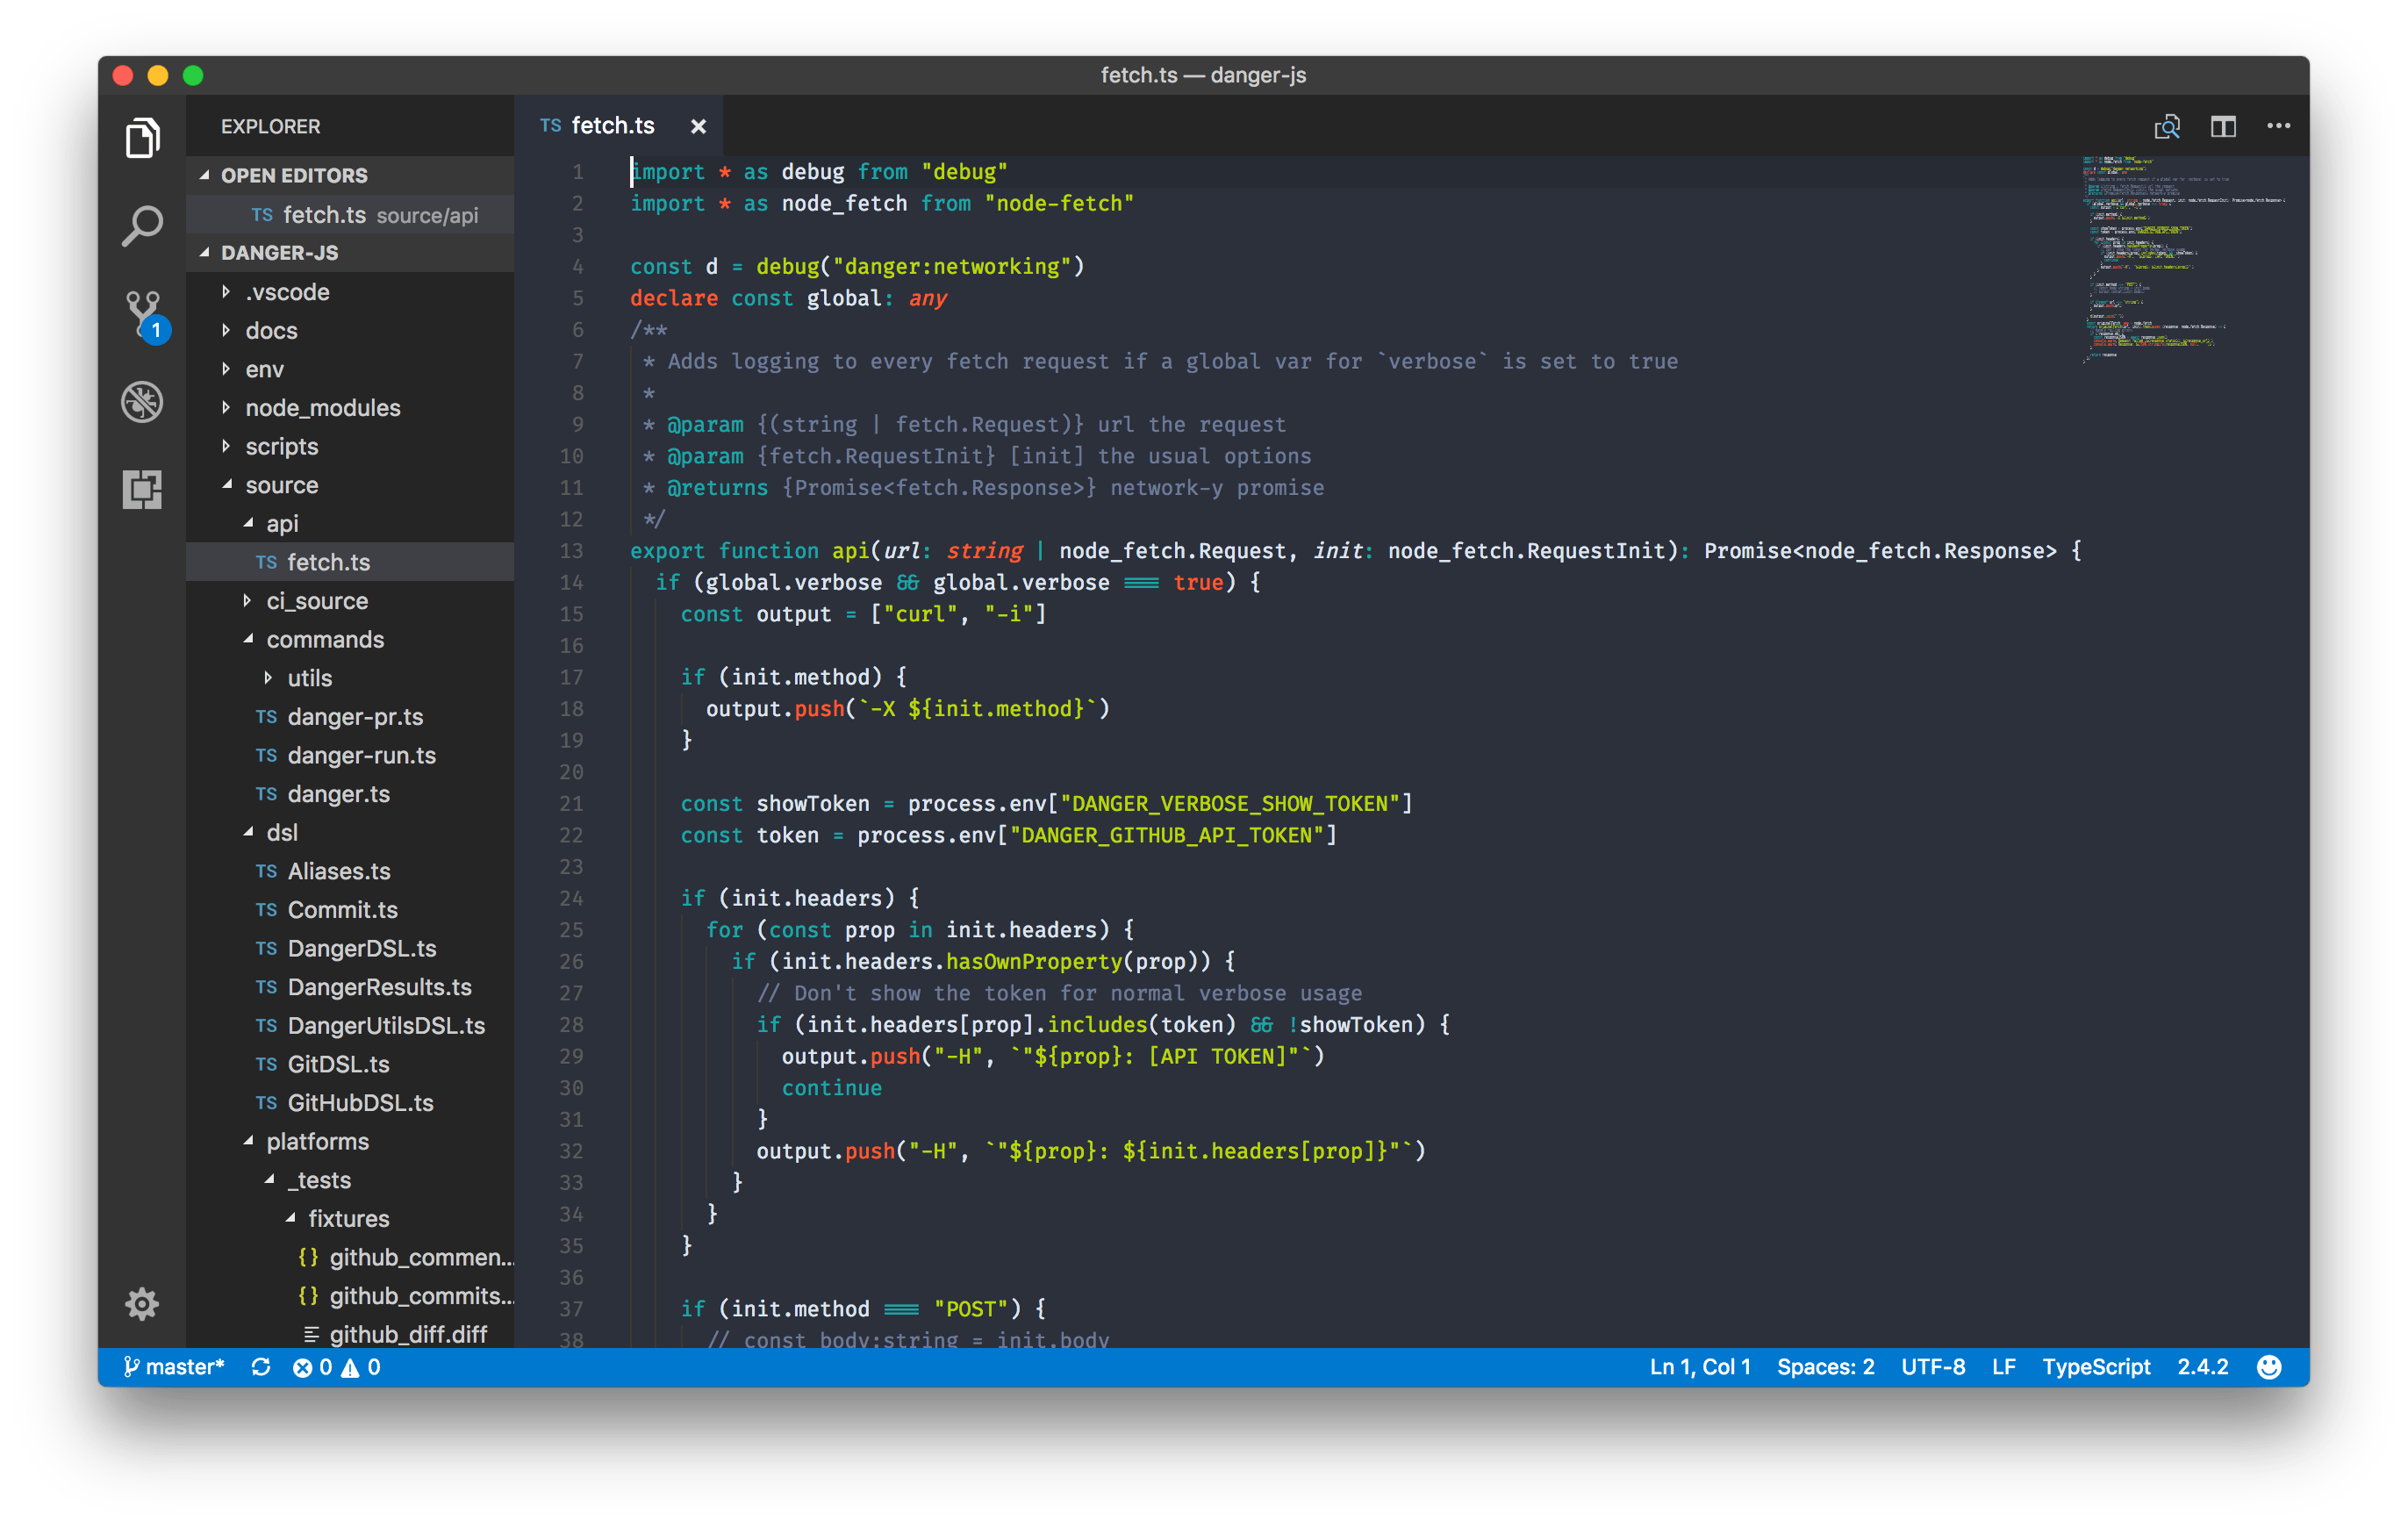 fetch.ts — danger-js
EXPLORER
OPEN EDITORS
TS fetch.ts source/api
DANGER-JS
.vscode
docs
env
node_modules
scripts
source
api
TS fetch.ts
ci_source
commands
utils
TS danger-pr.ts
TS danger-run.ts
TS danger.ts
dsl
TS Aliases.ts
TS Commit.ts
TS DangerDSL.ts
TS DangerResults.ts
TS DangerUtilsDSL.ts
TS GitDSL.ts
TS GitHubDSL.ts
platforms
_tests
fixtures
{} github_commen...
{} github_commits...
github_diff.diff
1
TS fetch.ts ×
1 import * as debug from "debug"
2 import * as node_fetch from "node-fetch"
3
4 const d = debug("danger:networking")
5 declare const global: any
6 /**
7 * Adds logging to every fetch request if a global var for `verbose` is set to true
8 *
9 * @param {(string | fetch.Request)} url the request
10 * @param {fetch.RequestInit} [init] the usual options
11 * @returns {Promise<fetch.Response>} network-y promise
12 */
13 export function api(url: string | node_fetch.Request, init: node_fetch.RequestInit): Promise<node_fetch.Response> {
14 if (global.verbose && global.verbose === true) {
15 const output = ["curl", "-i"]
16
17 if (init.method) {
18 output.push(`-X ${init.method}`)
19 }
20
21 const showToken = process.env["DANGER_VERBOSE_SHOW_TOKEN"]
22 const token = process.env["DANGER_GITHUB_API_TOKEN"]
23
24 if (init.headers) {
25 for (const prop in init.headers) {
26 if (init.headers.hasOwnProperty(prop)) {
27 // Don't show the token for normal verbose usage
28 if (init.headers[prop].includes(token) && !showToken) {
29 output.push("-H", `"${prop}: [API TOKEN]"`)
30 continue
31 }
32 output.push("-H", `"${prop}: ${init.headers[prop]}"`)
33 }
34 }
35 }
36
37 if (init.method === "POST") {
38 // const body:string = init.body
master* 0 0
Ln 1, Col 1 Spaces: 2 UTF-8 LF TypeScript 2.4.2